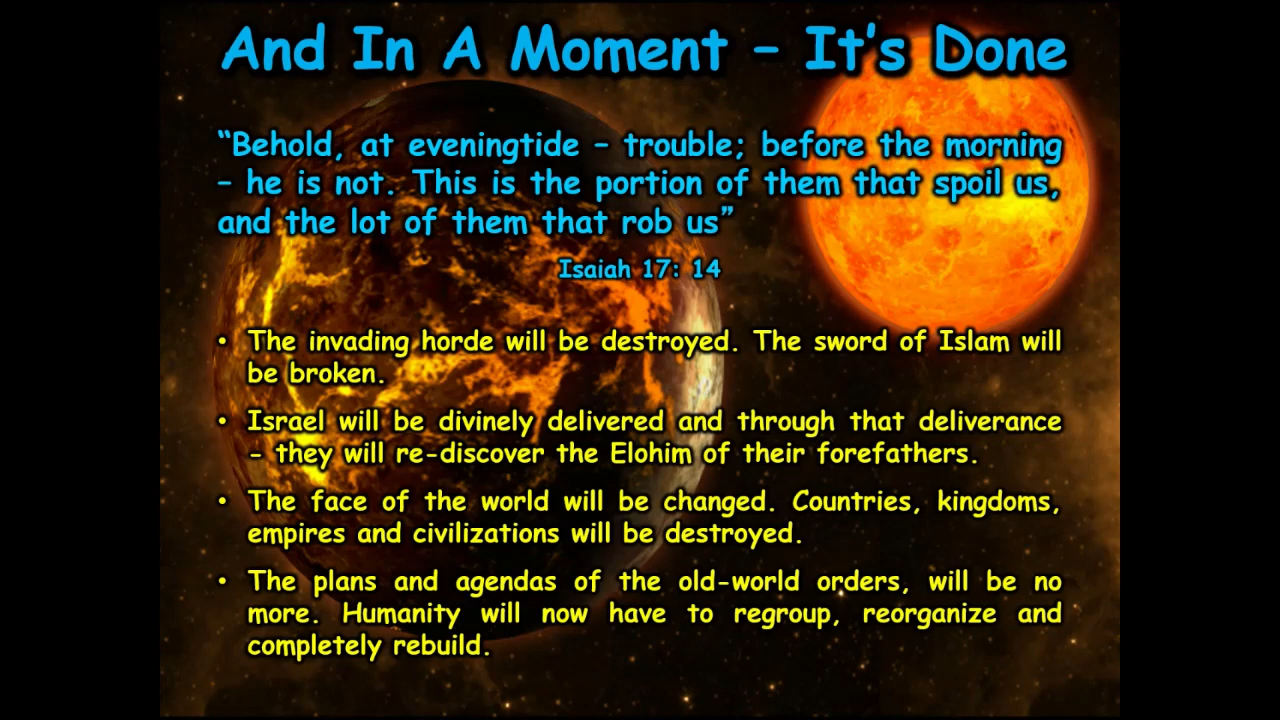 And In A Moment – It's Done
“Behold, at eveningtide – trouble; before the morning
– he is not. This is the portion of them that spoil us,
and the lot of them that rob us”
Isaiah 17: 14
• The invading horde will be destroyed. The sword of Islam will
be broken.
• Israel will be divinely delivered and through that deliverance
– they will re-discover the Elohim of their forefathers.
• The face of the world will be changed. Countries, kingdoms,
empires and civilizations will be destroyed.
• The plans and agendas of the old-world orders, will be no
more. Humanity will now have to regroup, reorganize and
completely rebuild.